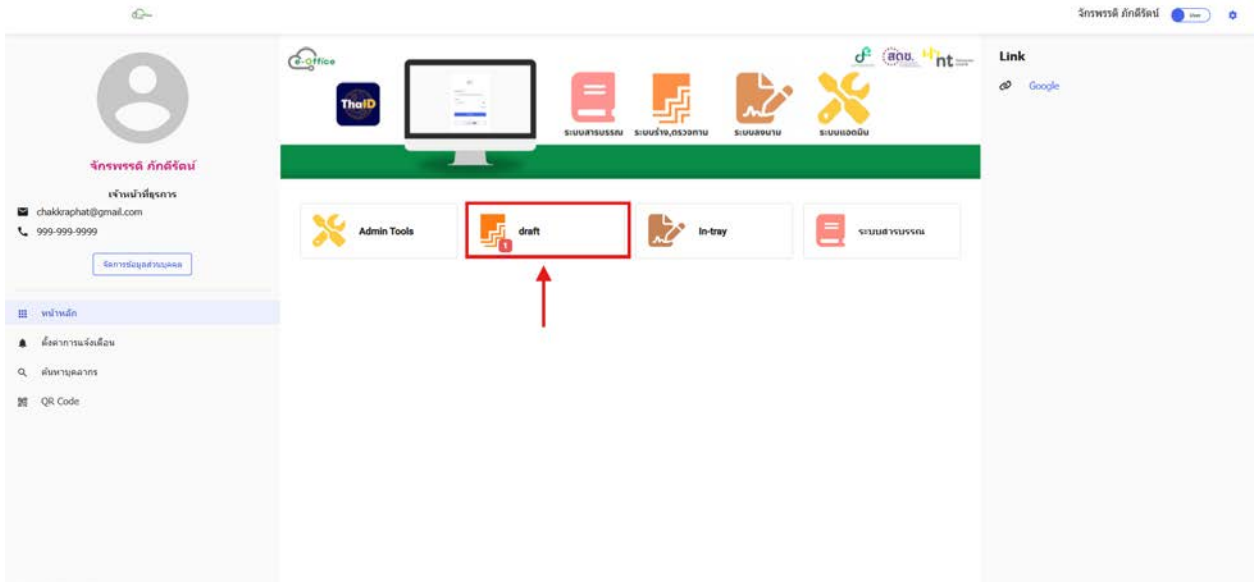 e-Office
จักรพรรดิ ภักดีรัตน์
User
จักรพรรดิ ภักดีรัตน์
เจ้าหน้าที่ธุรการ
chakkraphat@gmail.com
999-999-9999
จัดการข้อมูลส่วนบุคคล
หน้าหลัก
ตั้งค่าการแจ้งเตือน
ค้นหาบุคลากร
QR Code
e-Office
ThaID
สดช.
nt
ระบบสารบรรณ
ระบบร่าง,ตรวจทาน
ระบบลงนาม
ระบบแอดมิน
Admin Tools
draft
1
In-tray
ระบบสารบรรณ
Link
Google